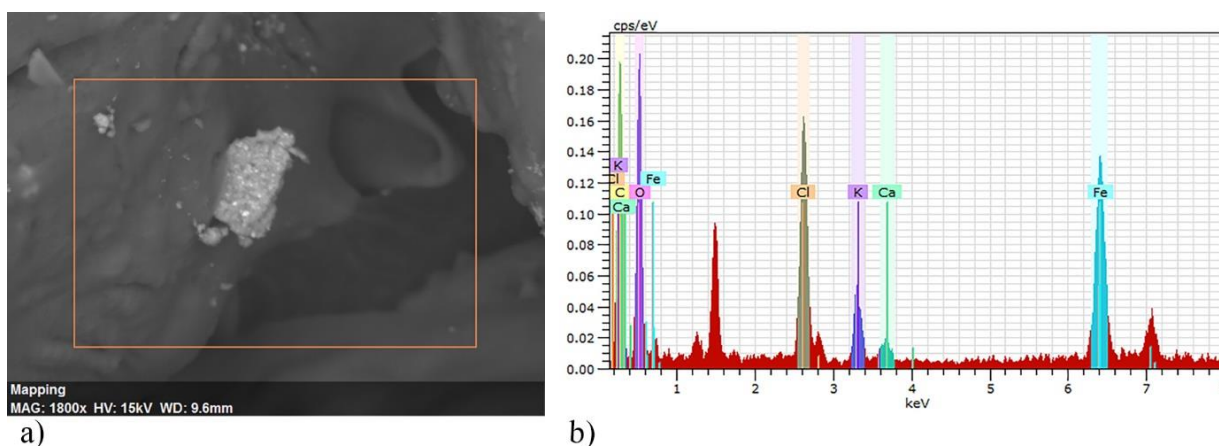 Mapping
MAG: 1800x HV: 15kV WD: 9.6mm
a)
cps/eV
0.20
0.18
0.16
0.14
0.12
0.10
0.08
0.06
0.04
0.02
0.00
K
Cl
Fe
C
O
Ca
Cl
K
Ca
Fe
1 2 3 4 5 6 7
keV
b)